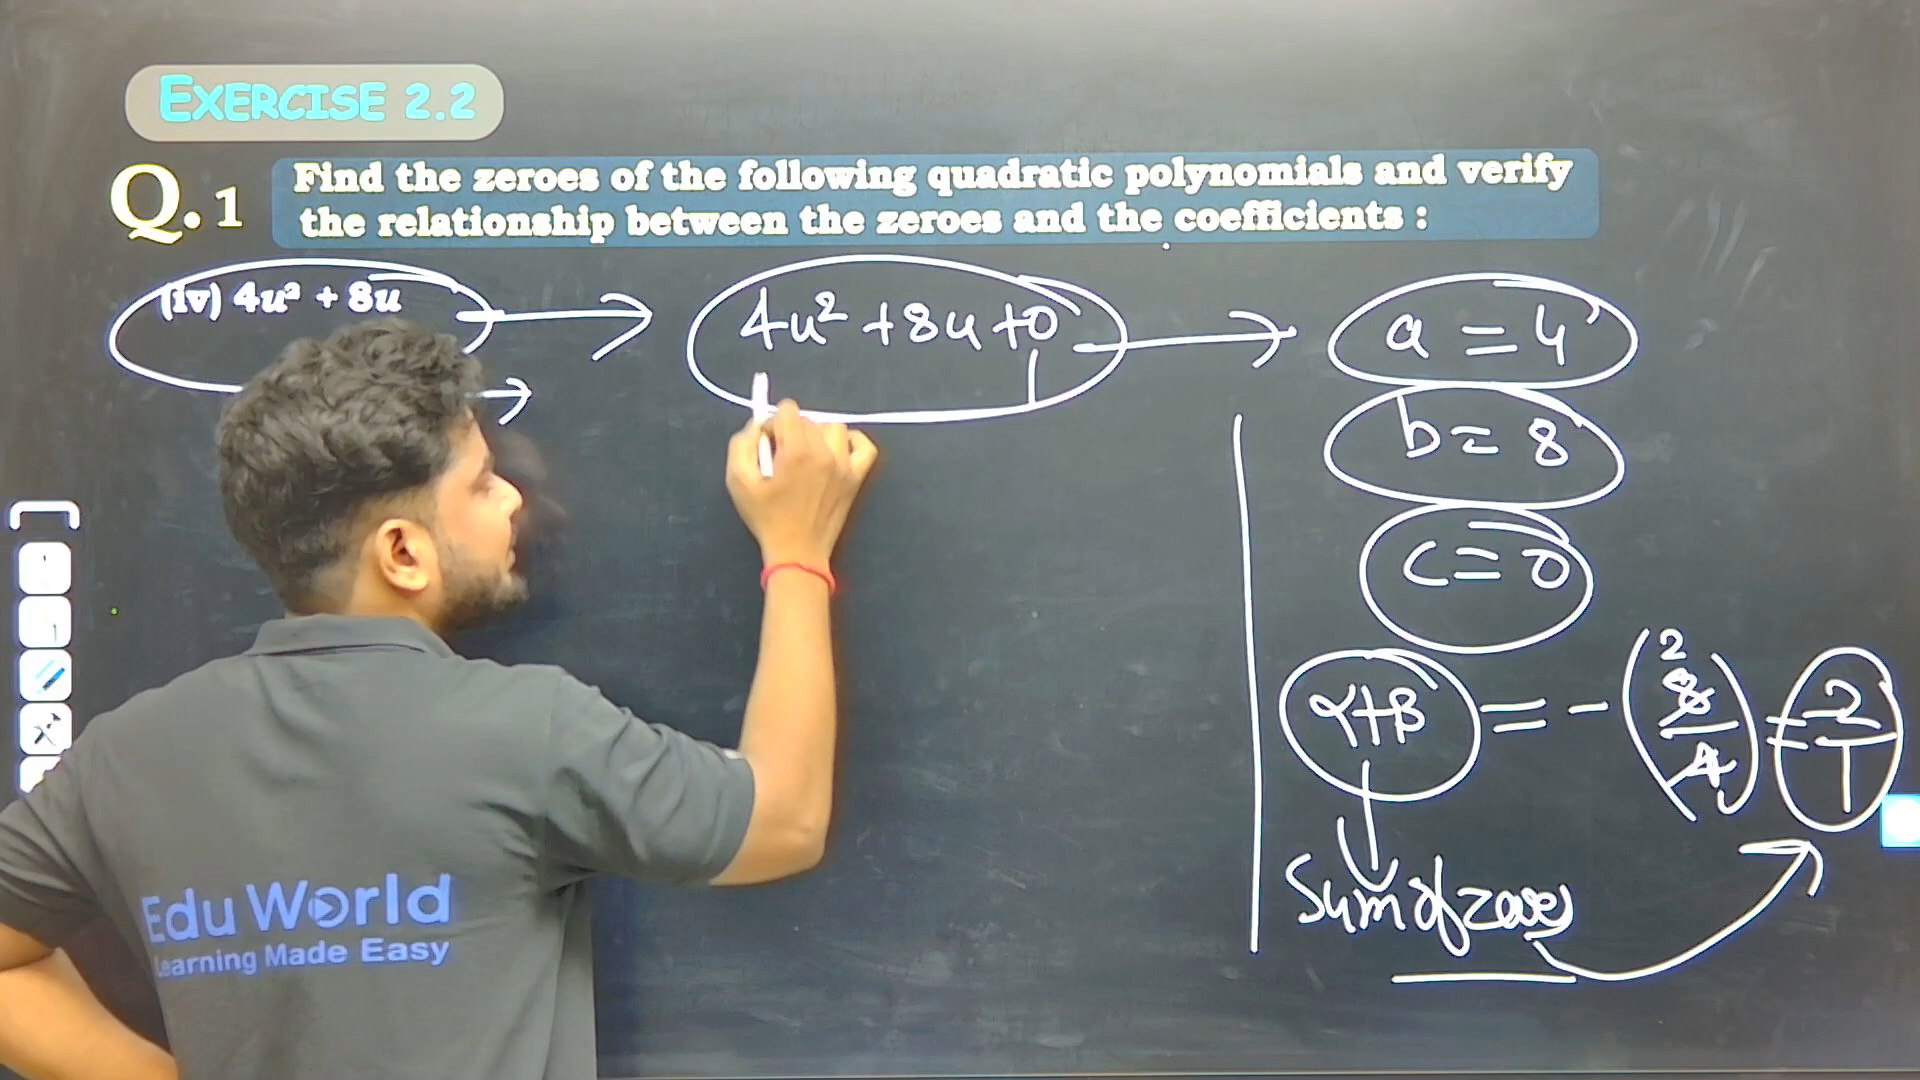 EXERCISE 2.2
Q. 1 Find the zeroes of the following quadratic polynomials and verify
the relationship between the zeroes and the coefficients :
(iv) 4u² + 8u
4u² + 8u + 0
a = 4
b = 8
c = 0
α+β = - (8/4) = 2/1
2
1
Sum of zeroes
Edu World
Learning Made Easy